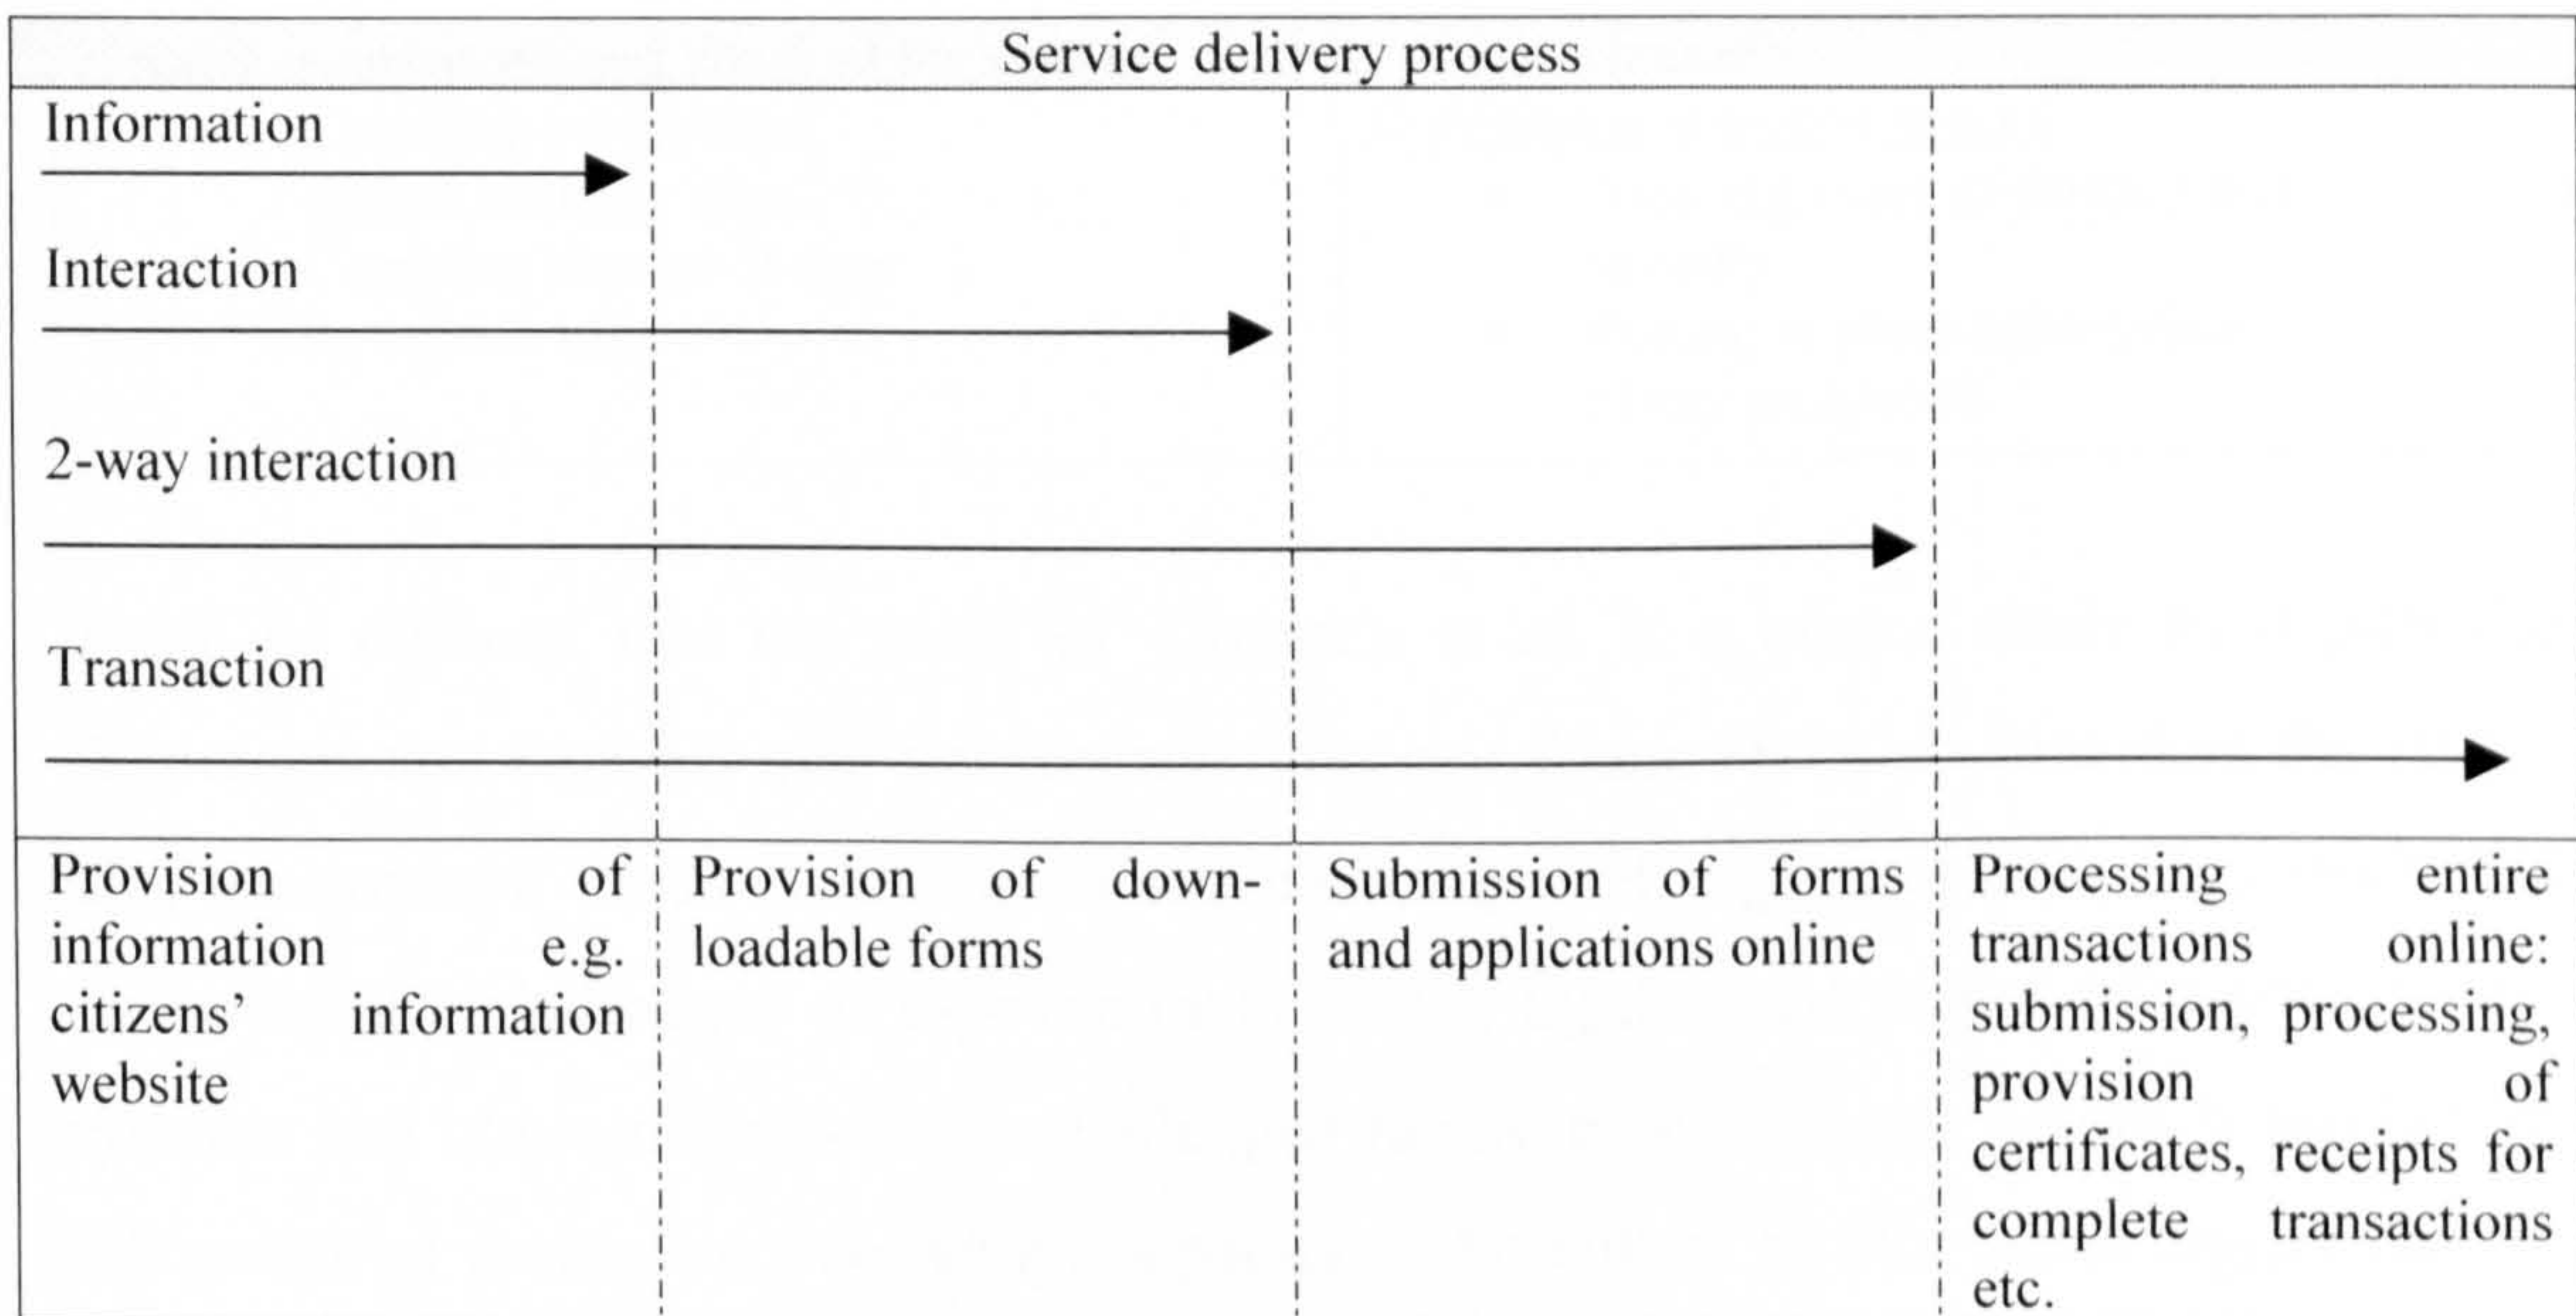 Service delivery process
Information
Interaction
2-way interaction
Transaction
Provision of
information e.g.
citizens’ information
website
Provision of down-
loadable forms
Submission of forms
and applications online
Processing entire
transactions online:
submission, processing,
provision of
certificates, receipts for
complete transactions
etc.